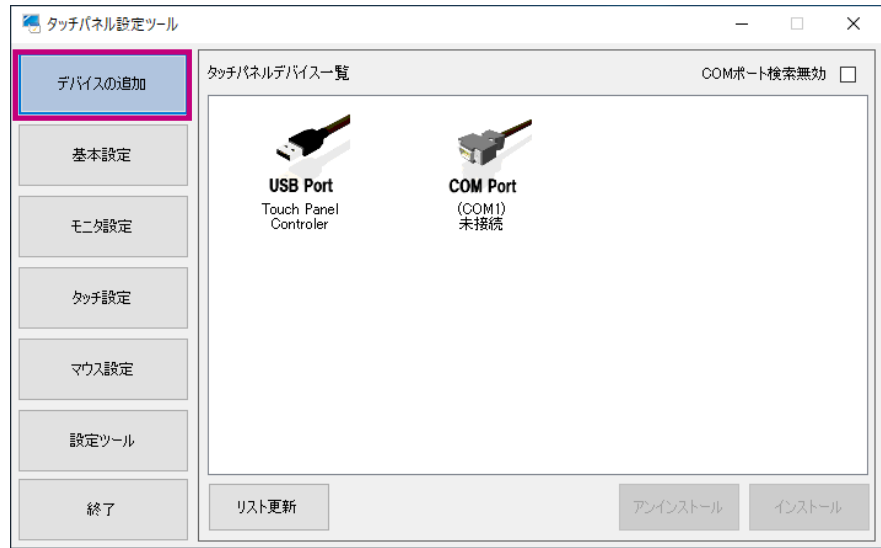 タッチパネル設定ツール
デバイスの追加
基本設定
モニタ設定
タッチ設定
マウス設定
設定ツール
終了
タッチパネルデバイス一覧
COMポート検索無効
USB Port
Touch Panel
Controler
COM Port
(COM1)
未接続
リスト更新
アンインストール
インストール